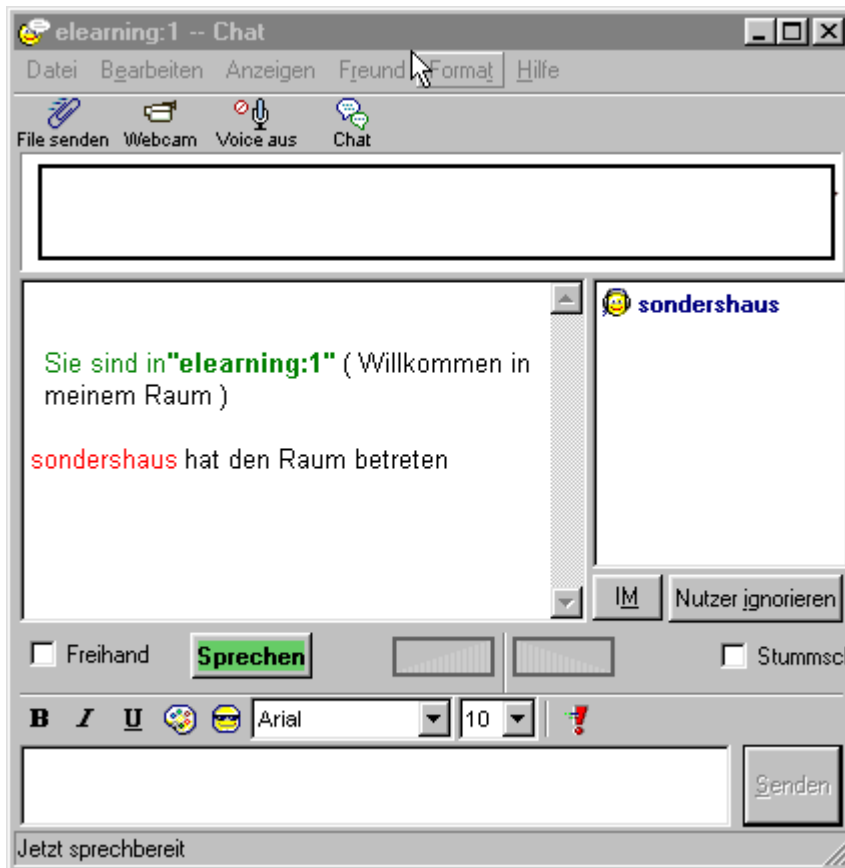 elearning:1 -- Chat
Datei Bearbeiten Anzeigen Freund Format Hilfe
File senden Webcam Voice aus Chat
Sie sind in"elearning:1" ( Willkommen in
meinem Raum )
sondershaus hat den Raum betreten
sondershaus
IM Nutzer ignorieren
Freihand Sprechen Stummsc
B I U Arial 10
Senden
Jetzt sprechbereit